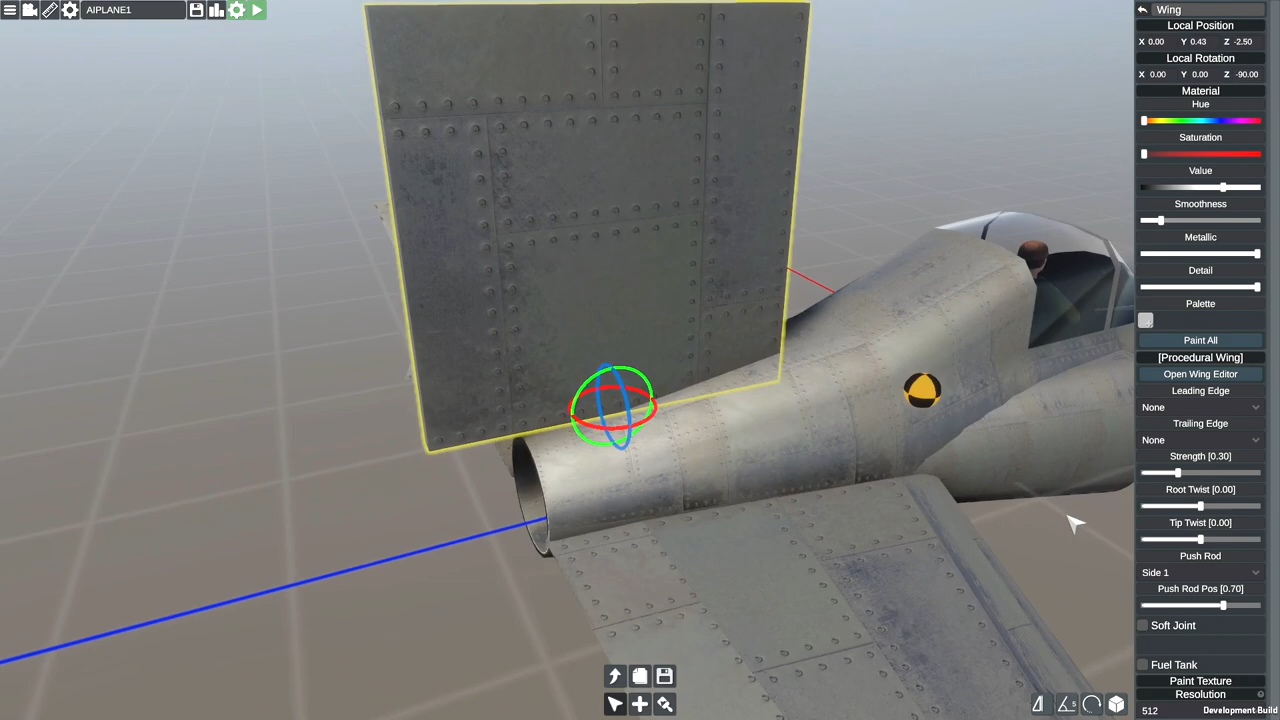 AIPLANE1
Wing
Local Position
X 0.00 Y 0.43 Z -2.50
Local Rotation
X 0.00 Y 0.00 Z -90.00
Material
Hue
Saturation
Value
Smoothness
Metallic
Detail
Palette
Paint All
[Procedural Wing]
Open Wing Editor
Leading Edge
None
Trailing Edge
None
Strength [0.30]
Root Twist [0.00]
Tip Twist [0.00]
Push Rod
Side 1
Push Rod Pos [0.70]
Soft Joint
Fuel Tank
Paint Texture
Resolution
512
Development Build
5